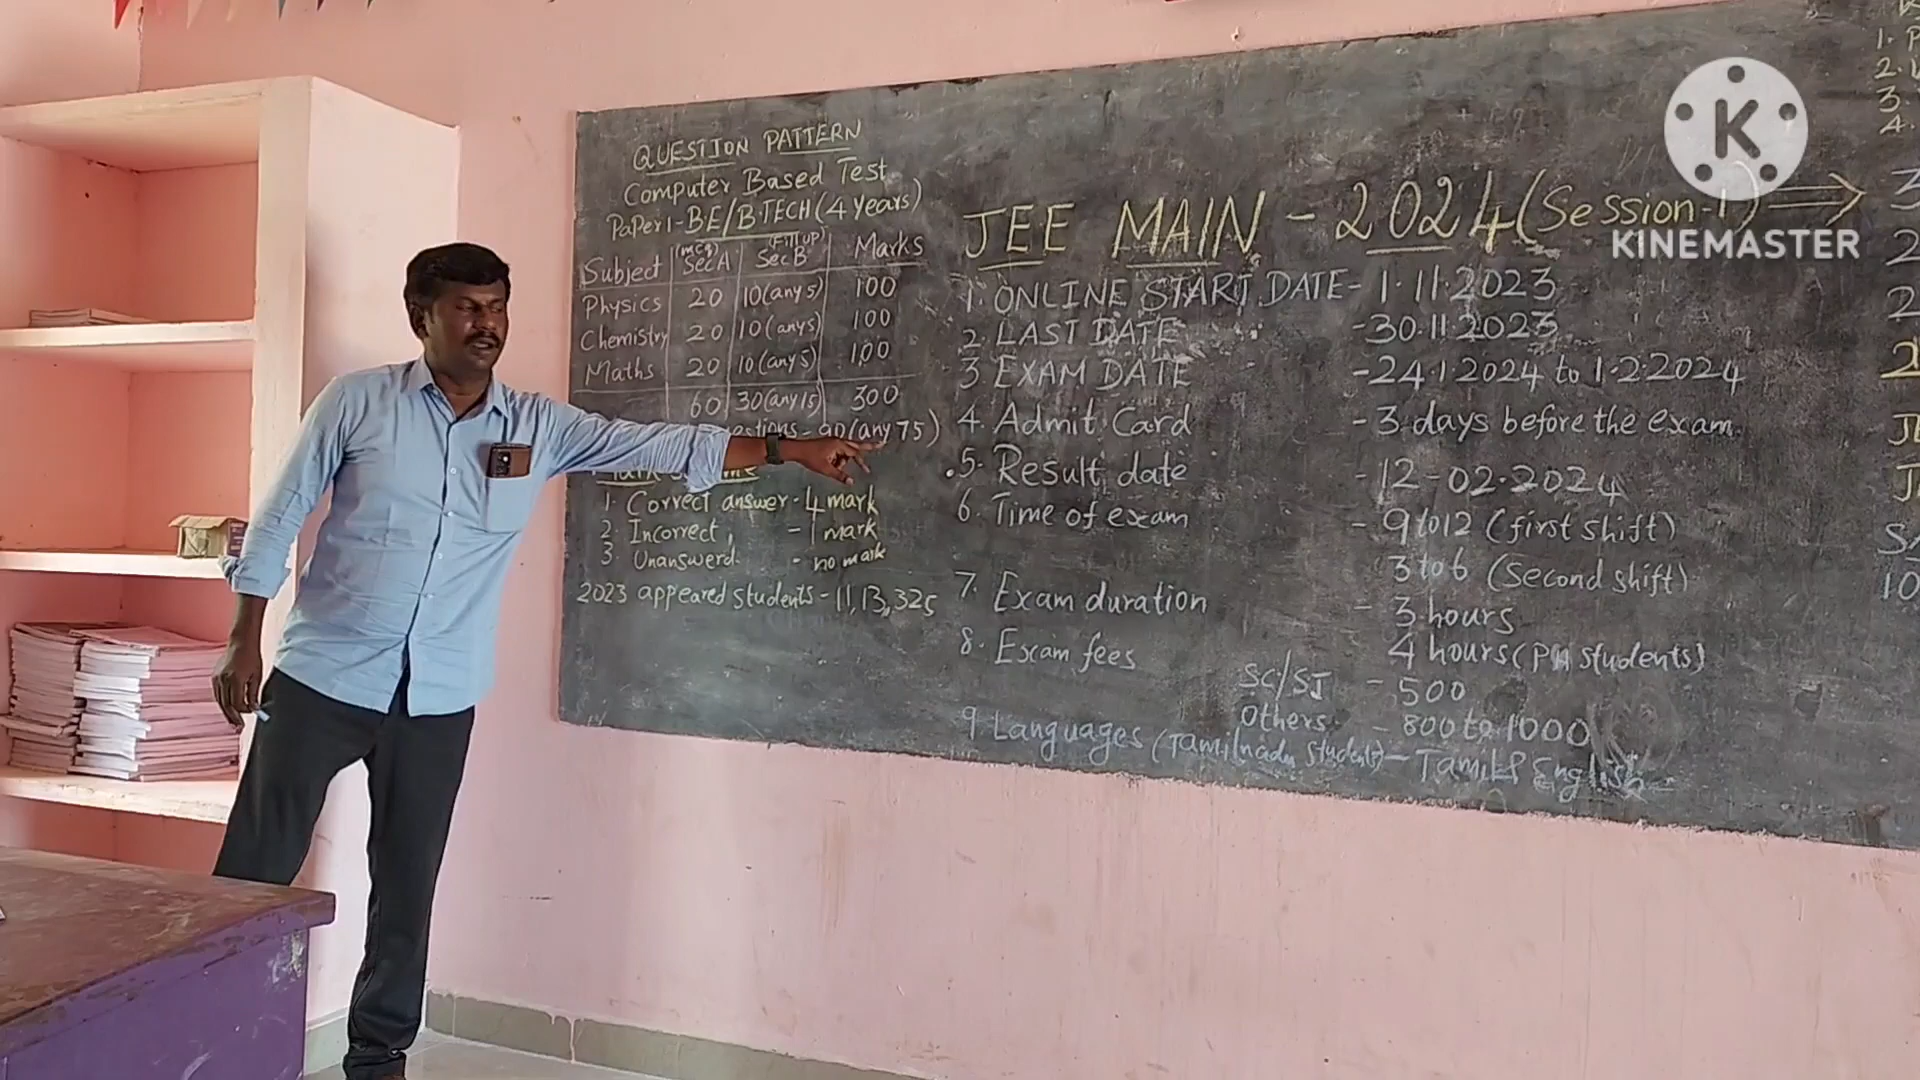 QUESTION PATTERN
Computer Based Test
PaPer 1-B.E/B.TECH (4 years)
Subject (mcq) Sec A (Fill up) Sec B Marks
Physics 20 10(any 5) 100
Chemistry 20 10(any 5) 100
Maths 20 10(any 5) 100
60 30(any 15) 300
90(any 75)
1. Correct answer - 4 mark
2. Incorrect, - 1 mark
3. Unanswerd. - no mark
2023 appeared students - 11,13,325
JEE MAIN - 2024 (Session-1)
1. ONLINE START DATE - 1.11.2023
2. LAST DATE - 30.11.2023
3. EXAM DATE - 24.1.2024 to 1.2.2024
4. Admit Card - 3 days before the exam
5. Result date - 12-02-2024
6. Time of exam - 9 to 12 (first shift)
3 to 6 (Second shift)
7. Exam duration - 3 hours
4 hours (PH Students)
8. Exam fees SC/ST - 500
Others - 800 to 1000
9. Languages (Tamilnadu Students) - Tamil & English
1.
2.
3.
4.
K
KINEMASTER